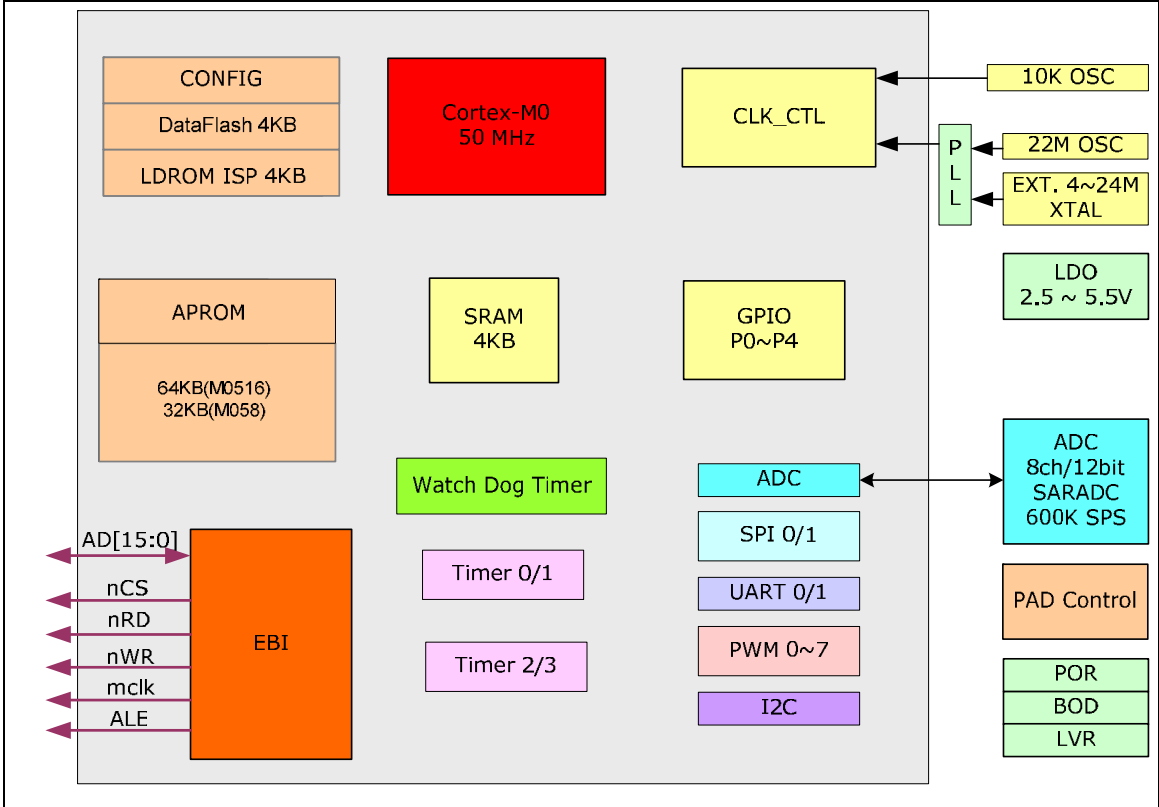 CONFIG
DataFlash 4KB
LDROM ISP 4KB
Cortex-M0
50 MHz
CLK_CTL
10K OSC
PLL
22M OSC
EXT. 4~24M
XTAL
LDO
2.5 ~ 5.5V
APROM
64KB(M0516)
32KB(M058)
SRAM
4KB
GPIO
P0~P4
Watch Dog Timer
Timer 0/1
Timer 2/3
ADC
SPI 0/1
UART 0/1
PWM 0~7
I2C
ADC
8ch/12bit
SARADC
600K SPS
PAD Control
POR
BOD
LVR
AD[15:0]
nCS
nRD
nWR
mclk
ALE
EBI